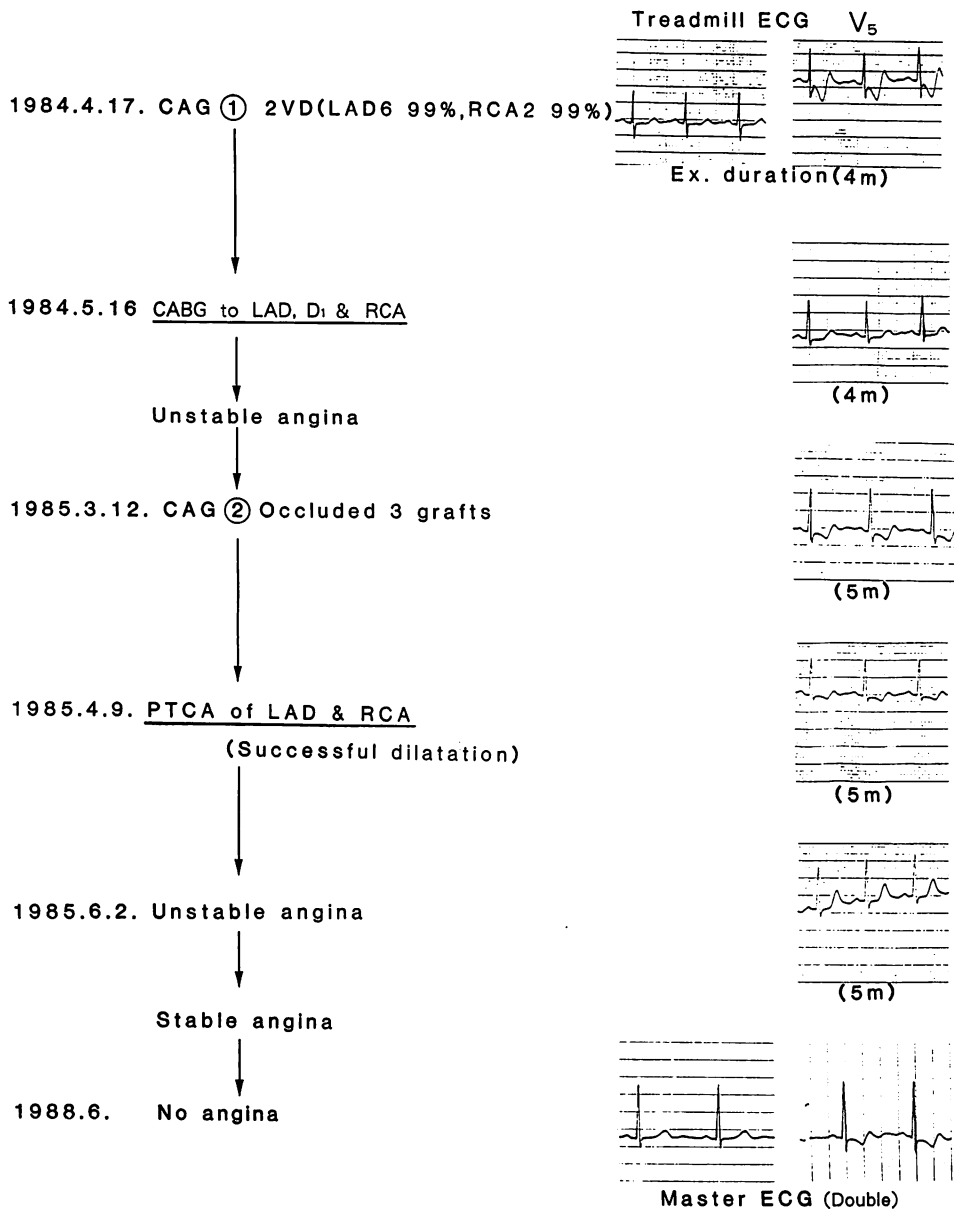 Treadmill ECG V₅
1984.4.17. CAG ① 2VD(LAD6 99%,RCA2 99%)
Ex. duration(4m)
1984.5.16 CABG to LAD, D₁ & RCA
(4m)
Unstable angina
1985.3.12. CAG ② Occluded 3 grafts
(5m)
1985.4.9. PTCA of LAD & RCA
(Successful dilatation)
(5m)
1985.6.2. Unstable angina
(5m)
Stable angina
1988.6. No angina
Master ECG (Double)